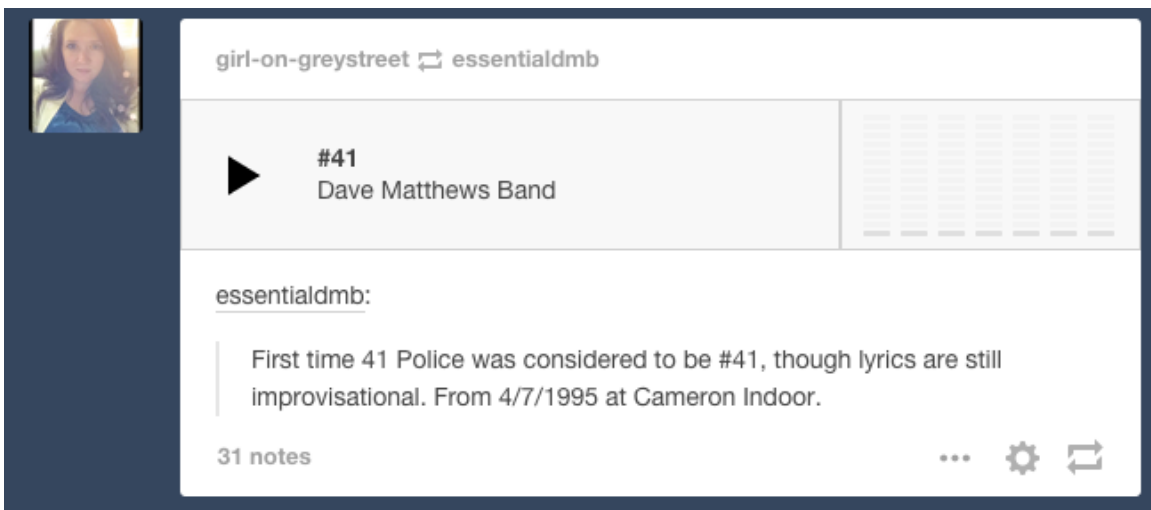 girl-on-greystreet essentialdmb
#41
Dave Matthews Band
essentialdmb:
First time 41 Police was considered to be #41, though lyrics are still
improvisational. From 4/7/1995 at Cameron Indoor.
31 notes